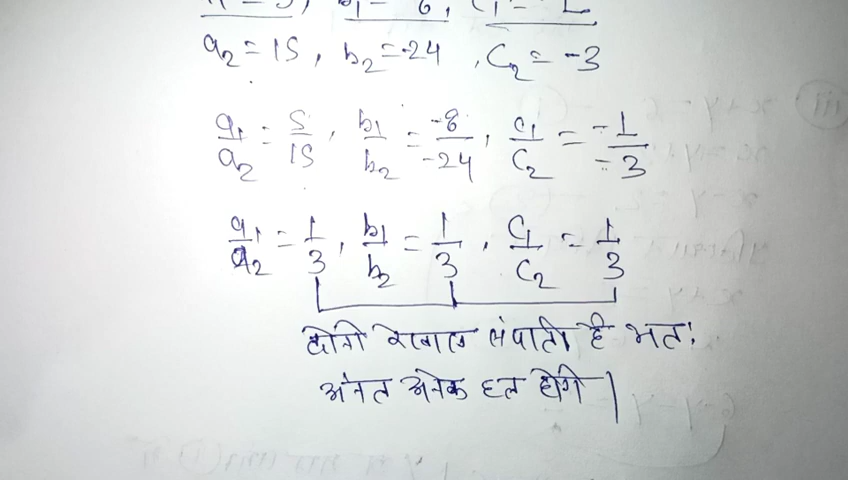 a₂ = 15, b₂ = -24, C₂ = -3
a₁/a₂ = 5/15, b₁/b₂ = -8/-24, C₁/C₂ = -1/-3
a₁/a₂ = 1/3, b₁/b₂ = 1/3, C₁/C₂ = 1/3
दोनो रेखाए संपाती है अतः
अंनत अनेक हल होगे |